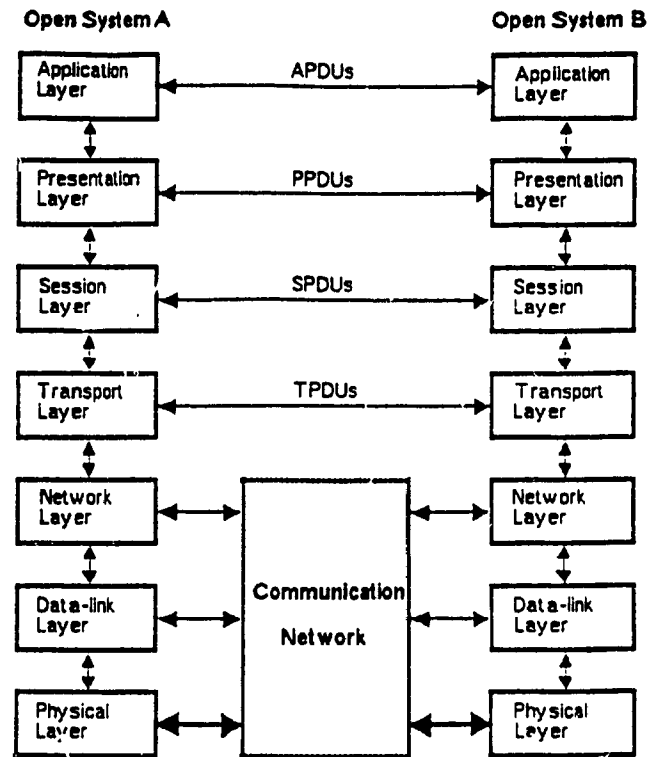 Open System A
Open System B
Application
Layer
APDUs
Application
Layer
Presentation
Layer
PPDUs
Presentation
Layer
Session
Layer
SPDUs
Session
Layer
Transport
Layer
TPDUs
Transport
Layer
Network
Layer
Network
Layer
Communication
Network
Data-link
Layer
Data-link
Layer
Physical
Layer
Physical
Layer